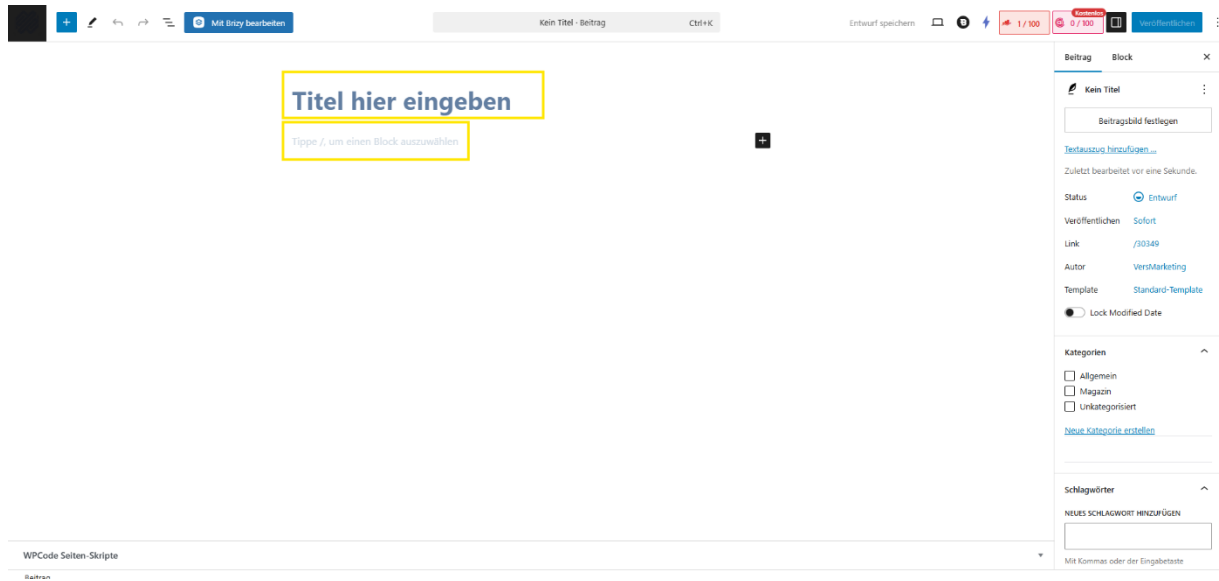 Mit Brizy bearbeiten
Kein Titel · Beitrag Ctrl+K
Entwurf speichern
1 / 100
Kostenlos
0 / 100
Veröffentlichen
Titel hier eingeben
Tippe /, um einen Block auszuwählen
Beitrag Block
Kein Titel
Beitragsbild festlegen
Textauszug hinzufügen ...
Zuletzt bearbeitet vor eine Sekunde.
Status Entwurf
Veröffentlichen Sofort
Link /30349
Autor VersMarketing
Template Standard-Template
Lock Modified Date
Kategorien
Allgemein
Magazin
Unkategorisiert
Neue Kategorie erstellen
Schlagwörter
NEUES SCHLAGWORT HINZUFÜGEN
Mit Kommas oder der Eingabetaste
WPCode Seiten-Skripte
Beitrag